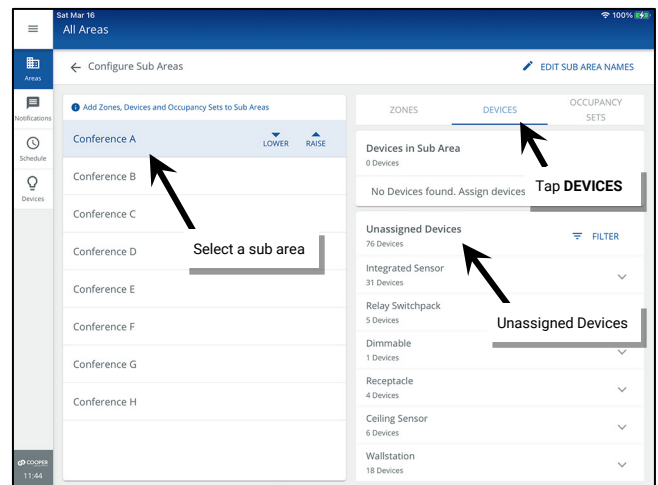 Sat Mar 16
100%
All Areas
Configure Sub Areas
EDIT SUB AREA NAMES
Areas
Notifications
Schedule
Devices
Add Zones, Devices and Occupancy Sets to Sub Areas
Conference A
LOWER RAISE
Conference B
Conference C
Conference D
Conference E
Conference F
Conference G
Conference H
Select a sub area
ZONES
DEVICES
OCCUPANCY
SETS
Devices in Sub Area
0 Devices
No Devices found. Assign devices
Tap DEVICES
Unassigned Devices
76 Devices
FILTER
Integrated Sensor
31 Devices
Relay Switchpack
5 Devices
Unassigned Devices
Dimmable
1 Devices
Receptacle
4 Devices
Ceiling Sensor
6 Devices
Wallstation
18 Devices
COOPER
11:44